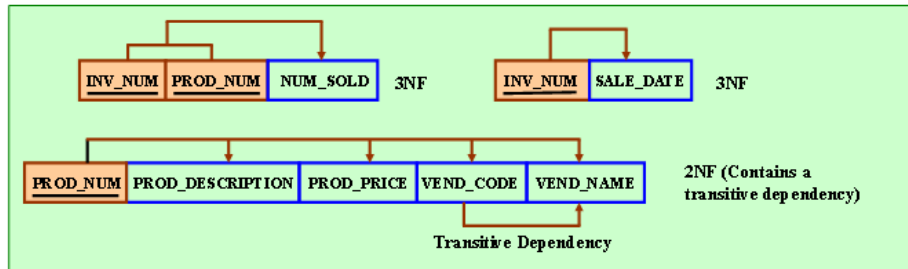 INV_NUM PROD_NUM NUM_SOLD 3NF
INV_NUM SALE_DATE 3NF
PROD_NUM PROD_DESCRIPTION PROD_PRICE VEND_CODE VEND_NAME
2NF (Contains a
transitive dependency)
Transitive Dependency